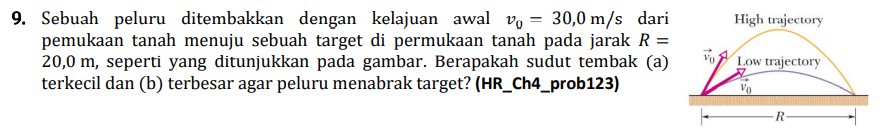 9. Sebuah peluru ditembakkan dengan kelajuan awal v₀ = 30,0 m/s dari
pemukaan tanah menuju sebuah target di permukaan tanah pada jarak R =
20,0 m, seperti yang ditunjukkan pada gambar. Berapakah sudut tembak (a)
terkecil dan (b) terbesar agar peluru menabrak target? (HR_Ch4_prob123)
High trajectory
v⃗₀
Low trajectory
v⃗₀
R